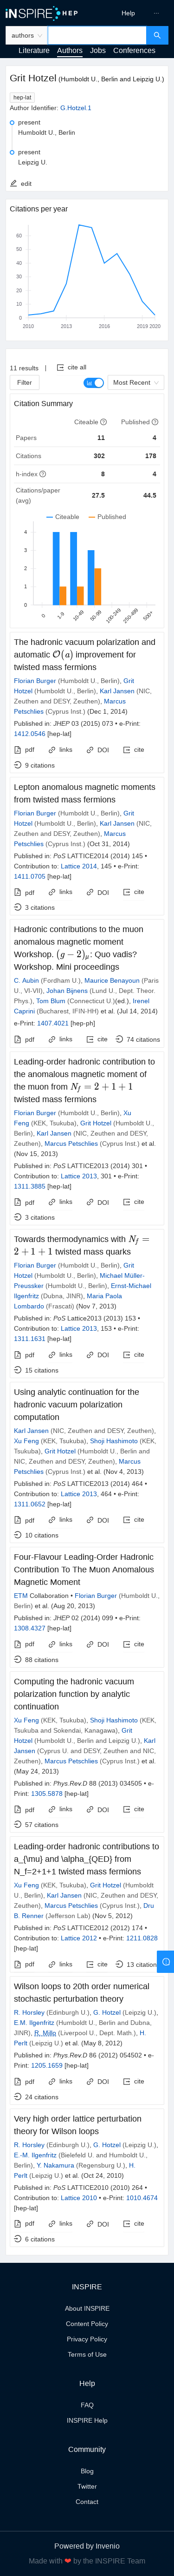 iNSPIRE HEP
Help
...
authors
Literature Authors Jobs Conferences
Grit Hotzel (Humboldt U., Berlin and Leipzig U.)
hep-lat
Author Identifier: G.Hotzel.1
present
Humboldt U., Berlin
present
Leipzig U.
edit
Citations per year
60
50
40
30
20
10
0
2010 2013 2016 2019 2020
11 results | cite all
Filter
Most Recent
Citation Summary
Citeable Published
Papers 11 4
Citations 302 178
h-index 8 4
Citations/paper (avg) 27.5 44.5
Citeable Published
4
3
2
1
0
0 1-9 10-49 50-99 100-249 250-499 500+
The hadronic vacuum polarization and
automatic O(a) improvement for
twisted mass fermions
Florian Burger (Humboldt U., Berlin), Grit
Hotzel (Humboldt U., Berlin), Karl Jansen (NIC,
Zeuthen and DESY, Zeuthen), Marcus
Petschlies (Cyprus Inst.) (Dec 1, 2014)
Published in: JHEP 03 (2015) 073 • e-Print:
1412.0546 [hep-lat]
pdf links DOI cite
9 citations
Lepton anomalous magnetic moments
from twisted mass fermions
Florian Burger (Humboldt U., Berlin), Grit
Hotzel (Humboldt U., Berlin), Karl Jansen (NIC,
Zeuthen and DESY, Zeuthen), Marcus
Petschlies (Cyprus Inst.) (Oct 31, 2014)
Published in: PoS LATTICE2014 (2014) 145 •
Contribution to: Lattice 2014, 145 • e-Print:
1411.0705 [hep-lat]
pdf links DOI cite
3 citations
Hadronic contributions to the muon
anomalous magnetic moment
Workshop. (g − 2)μ: Quo vadis?
Workshop. Mini proceedings
C. Aubin (Fordham U.), Maurice Benayoun (Paris
U., VI-VII), Johan Bijnens (Lund U., Dept. Theor.
Phys.), Tom Blum (Connecticut U.)(ed.), Irenel
Caprini (Bucharest, IFIN-HH) et al. (Jul 14, 2014)
e-Print: 1407.4021 [hep-ph]
pdf links cite 74 citations
Leading-order hadronic contribution to
the anomalous magnetic moment of
the muon from Nf = 2 + 1 + 1
twisted mass fermions
Florian Burger (Humboldt U., Berlin), Xu
Feng (KEK, Tsukuba), Grit Hotzel (Humboldt U.,
Berlin), Karl Jansen (NIC, Zeuthen and DESY,
Zeuthen), Marcus Petschlies (Cyprus Inst.) et al.
(Nov 15, 2013)
Published in: PoS LATTICE2013 (2014) 301 •
Contribution to: Lattice 2013, 301 • e-Print:
1311.3885 [hep-lat]
pdf links DOI cite
3 citations
Towards thermodynamics with Nf =
2 + 1 + 1 twisted mass quarks
Florian Burger (Humboldt U., Berlin), Grit
Hotzel (Humboldt U., Berlin), Michael Müller-
Preussker (Humboldt U., Berlin), Ernst-Michael
Ilgenfritz (Dubna, JINR), Maria Paola
Lombardo (Frascati) (Nov 7, 2013)
Published in: PoS Lattice2013 (2013) 153 •
Contribution to: Lattice 2013, 153 • e-Print:
1311.1631 [hep-lat]
pdf links DOI cite
15 citations
Using analytic continuation for the
hadronic vacuum polarization
computation
Karl Jansen (NIC, Zeuthen and DESY, Zeuthen),
Xu Feng (KEK, Tsukuba), Shoji Hashimoto (KEK,
Tsukuba), Grit Hotzel (Humboldt U., Berlin and
NIC, Zeuthen and DESY, Zeuthen), Marcus
Petschlies (Cyprus Inst.) et al. (Nov 4, 2013)
Published in: PoS LATTICE2013 (2014) 464 •
Contribution to: Lattice 2013, 464 • e-Print:
1311.0652 [hep-lat]
pdf links DOI cite
10 citations
Four-Flavour Leading-Order Hadronic
Contribution To The Muon Anomalous
Magnetic Moment
ETM Collaboration • Florian Burger (Humboldt U.,
Berlin) et al. (Aug 20, 2013)
Published in: JHEP 02 (2014) 099 • e-Print:
1308.4327 [hep-lat]
pdf links DOI cite
88 citations
Computing the hadronic vacuum
polarization function by analytic
continuation
Xu Feng (KEK, Tsukuba), Shoji Hashimoto (KEK,
Tsukuba and Sokendai, Kanagawa), Grit
Hotzel (Humboldt U., Berlin and Leipzig U.), Karl
Jansen (Cyprus U. and DESY, Zeuthen and NIC,
Zeuthen), Marcus Petschlies (Cyprus Inst.) et al.
(May 24, 2013)
Published in: Phys.Rev.D 88 (2013) 034505 • e-
Print: 1305.5878 [hep-lat]
pdf links DOI cite
57 citations
Leading-order hadronic contributions to
a_{\mu} and \alpha_{QED} from
N_f=2+1+1 twisted mass fermions
Xu Feng (KEK, Tsukuba), Grit Hotzel (Humboldt
U., Berlin), Karl Jansen (NIC, Zeuthen and DESY,
Zeuthen), Marcus Petschlies (Cyprus Inst.), Dru
B. Renner (Jefferson Lab) (Nov 5, 2012)
Published in: PoS LATTICE2012 (2012) 174 •
Contribution to: Lattice 2012 • e-Print: 1211.0828
[hep-lat]
pdf links cite 13 citations
Wilson loops to 20th order numerical
stochastic perturbation theory
R. Horsley (Edinburgh U.), G. Hotzel (Leipzig U.),
E.M. Ilgenfritz (Humboldt U., Berlin and Dubna,
JINR), R. Millo (Liverpool U., Dept. Math.), H.
Perlt (Leipzig U.) et al. (May 8, 2012)
Published in: Phys.Rev.D 86 (2012) 054502 • e-
Print: 1205.1659 [hep-lat]
pdf links DOI cite
24 citations
Very high order lattice perturbation
theory for Wilson loops
R. Horsley (Edinburgh U.), G. Hotzel (Leipzig U.),
E.-M. Ilgenfritz (Bielefeld U. and Humboldt U.,
Berlin), Y. Nakamura (Regensburg U.), H.
Perlt (Leipzig U.) et al. (Oct 24, 2010)
Published in: PoS LATTICE2010 (2010) 264 •
Contribution to: Lattice 2010 • e-Print: 1010.4674
[hep-lat]
pdf links DOI cite
6 citations
INSPIRE
About INSPIRE
Content Policy
Privacy Policy
Terms of Use
Help
FAQ
INSPIRE Help
Community
Blog
Twitter
Contact
Powered by Invenio
Made with ❤ by the INSPIRE Team